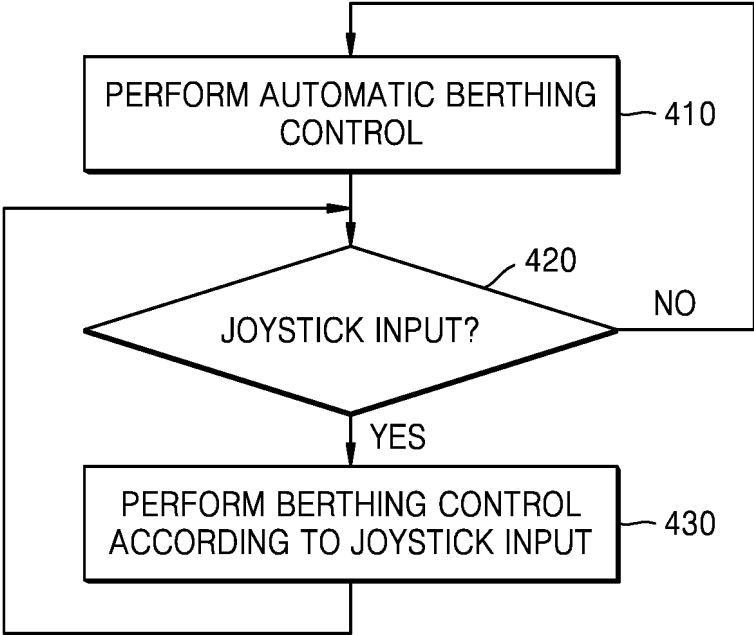 PERFORM AUTOMATIC BERTHING
CONTROL
410
420
JOYSTICK INPUT?
NO
YES
PERFORM BERTHING CONTROL
ACCORDING TO JOYSTICK INPUT
430